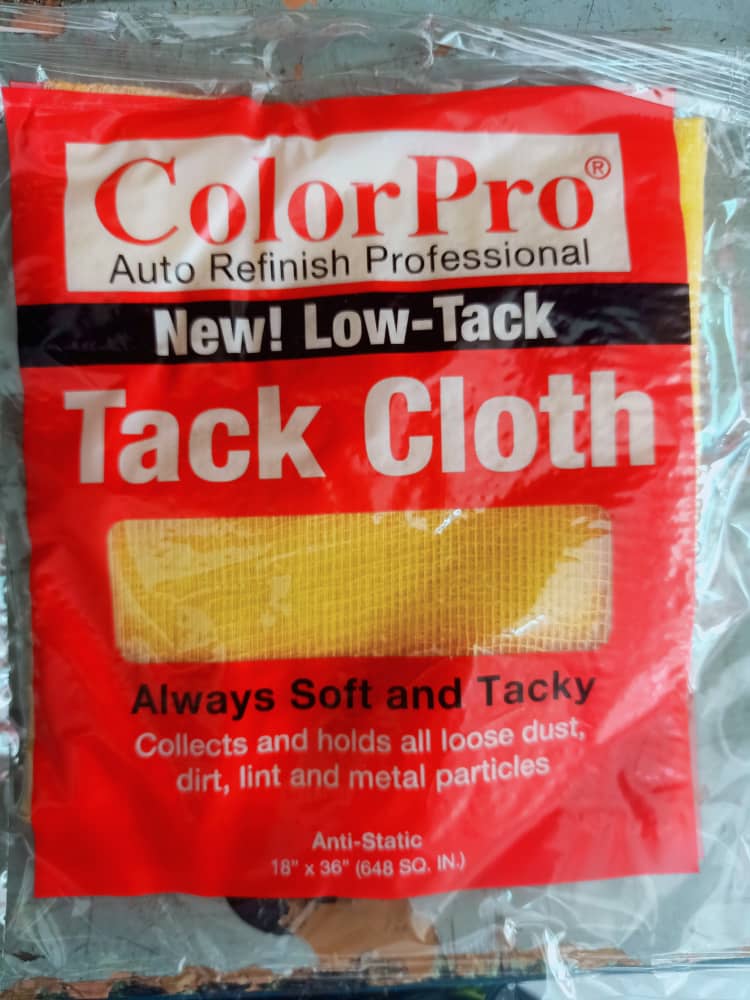 ColorPro®
Auto Refinish Professional
New! Low-Tack
Tack Cloth
Always Soft and Tacky
Collects and holds all loose dust,
dirt, lint and metal particles
Anti-Static
18" x 36" (648 SQ. IN.)